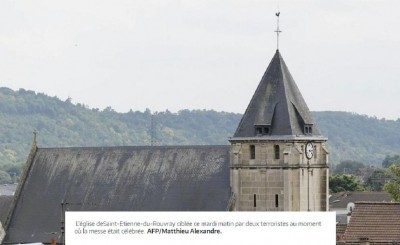 L'église deSaint-Etienne-du-Rouvray ciblée ce mardi matin par deux terroristes au moment
où la messe était célébrée. AFP/Matthieu Alexandre.